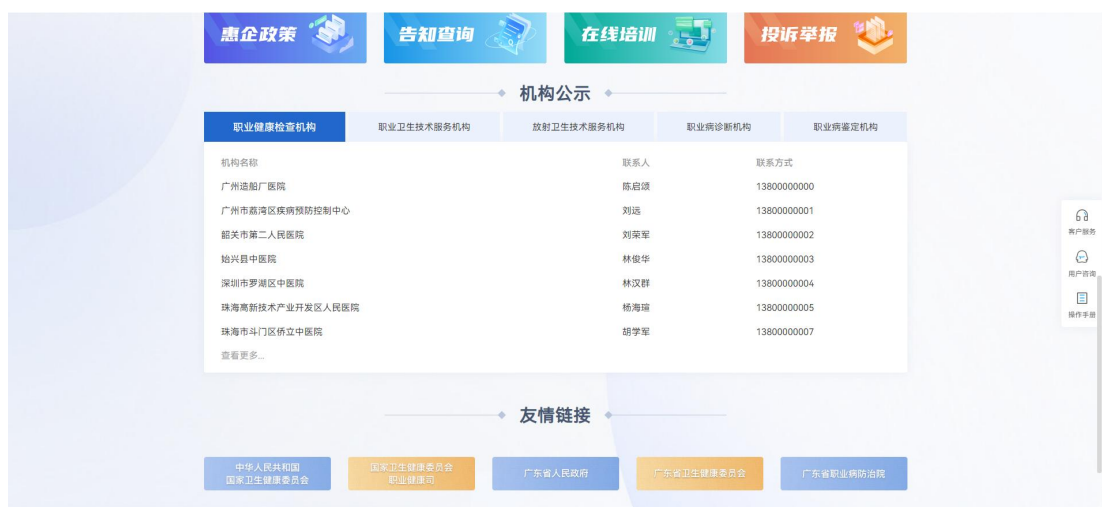 惠企政策 告知查询 在线培训 投诉举报
机构公示
职业健康检查机构 职业卫生技术服务机构 放射卫生技术服务机构 职业病诊断机构 职业病鉴定机构
机构名称 联系人 联系方式
广州造船厂医院 陈启颂 13800000000
广州市荔湾区疾病预防控制中心 刘远 13800000001
韶关市第二人民医院 刘荣军 13800000002
始兴县中医院 林俊华 13800000003
深圳市罗湖区中医院 林汉群 13800000004
珠海高新技术产业开发区人民医院 杨海瑄 13800000005
珠海市斗门区侨立中医院 胡学军 13800000007
查看更多...
客户服务
用户咨询
操作手册
友情链接
中华人民共和国
国家卫生健康委员会
国家卫生健康委员会
职业健康司
广东省人民政府
广东省卫生健康委员会
广东省职业病防治院